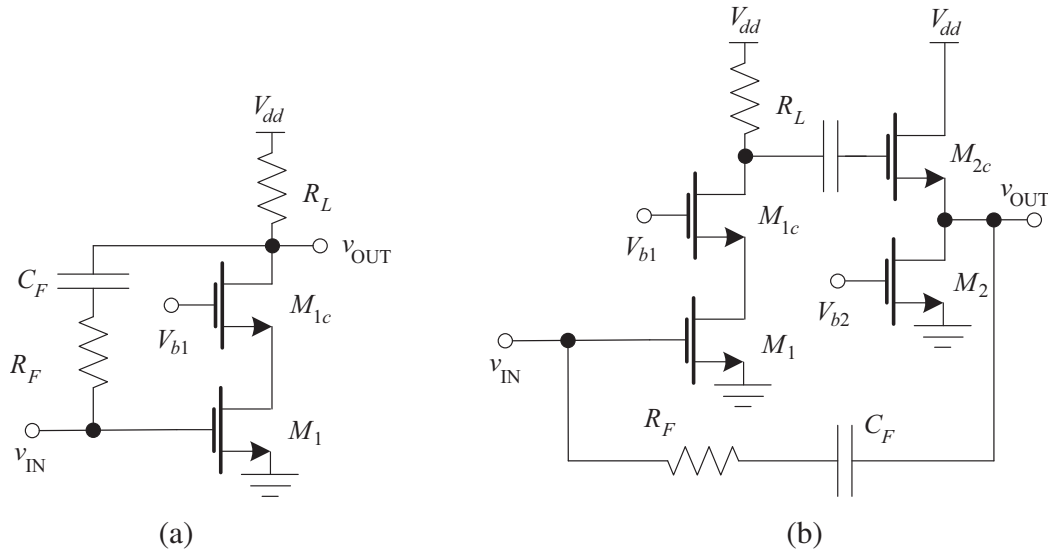 V_dd
R_L
v_OUT
C_F
M_1c
V_b1
R_F
M_1
v_IN
(a)
V_dd
V_dd
R_L
M_2c
v_OUT
M_1c
V_b1
M_2
V_b2
M_1
v_IN
R_F
C_F
(b)